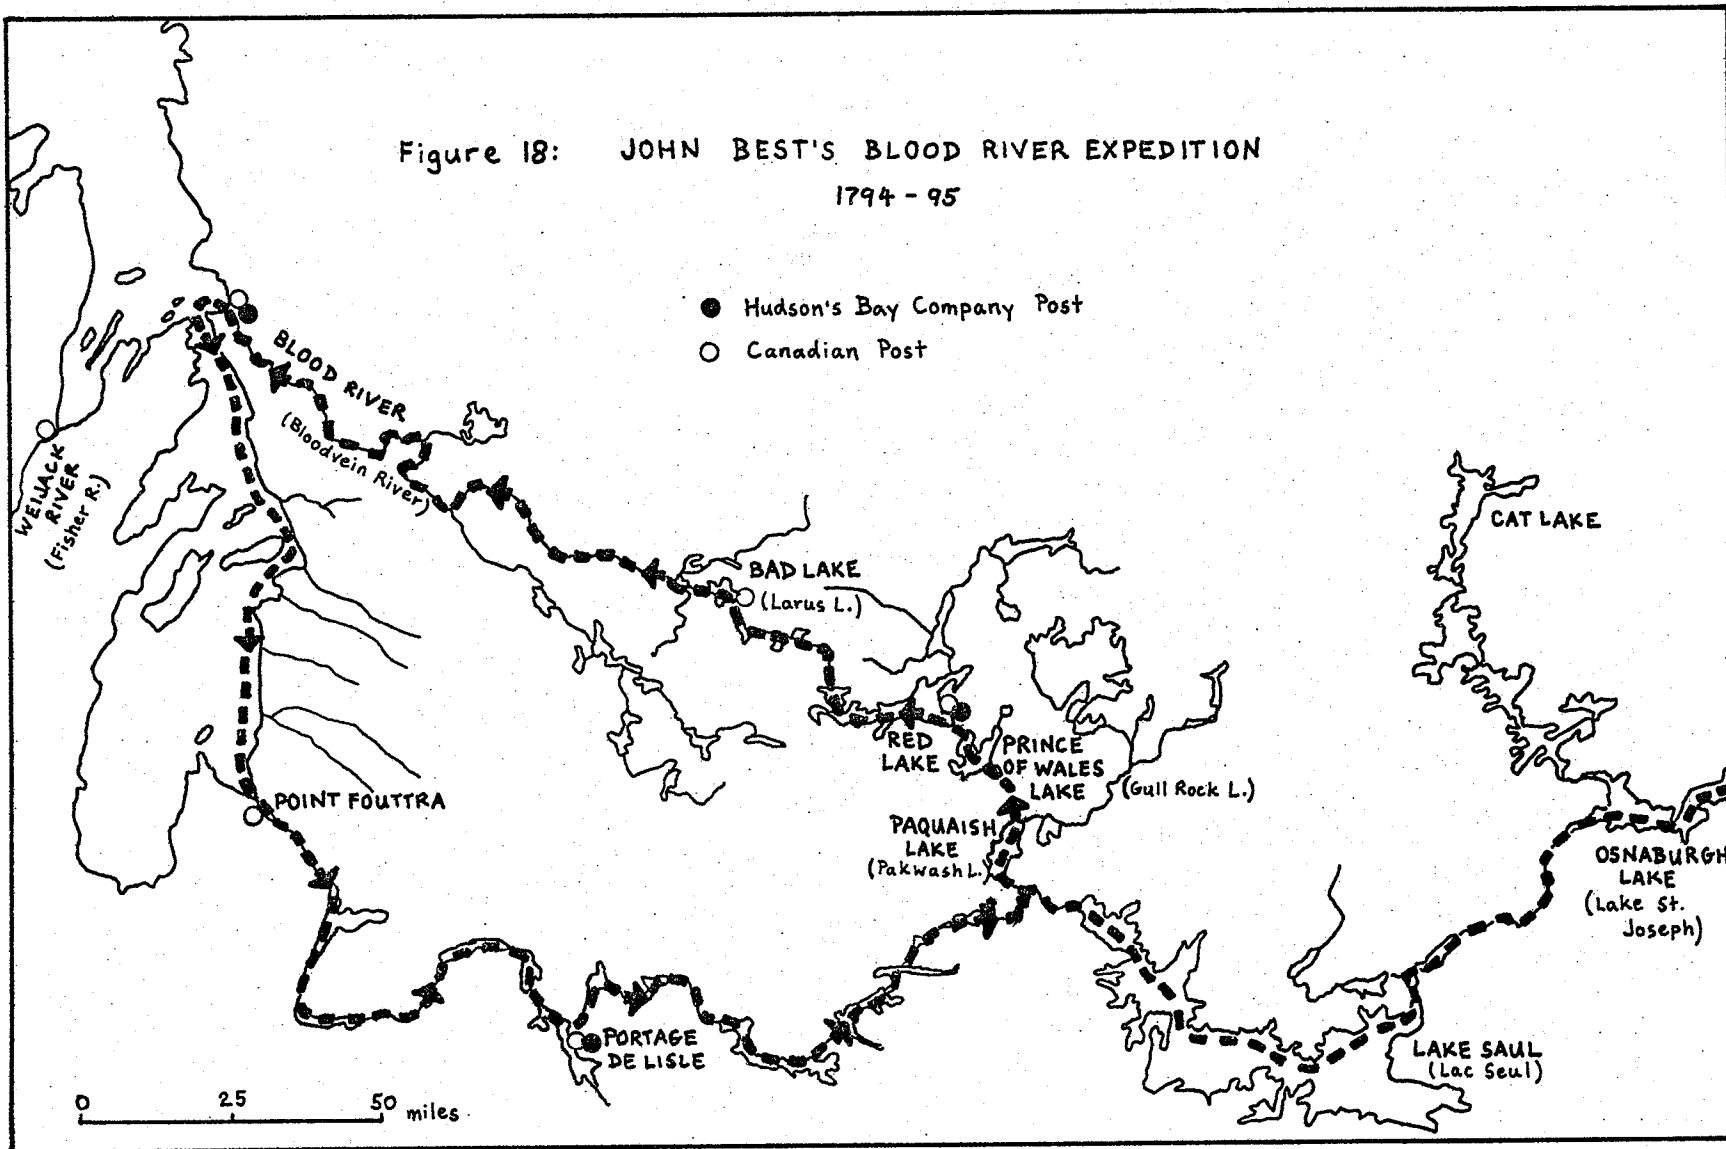 Figure 18: JOHN BEST'S BLOOD RIVER EXPEDITION
1794 - 95
Hudson's Bay Company Post
Canadian Post
BLOOD RIVER
(Bloodvein River)
WEIJACK
RIVER
(Fisher R.)
CAT LAKE
BAD LAKE
(Larus L.)
RED
LAKE
PRINCE
OF WALES
LAKE
(Gull Rock L.)
POINT FOUTTRA
PAQUAISH
LAKE
(Pakwash L.)
OSNABURGH
LAKE
(Lake St.
Joseph)
PORTAGE
DE LISLE
LAKE SAUL
(Lac Seul)
0 25 50 miles